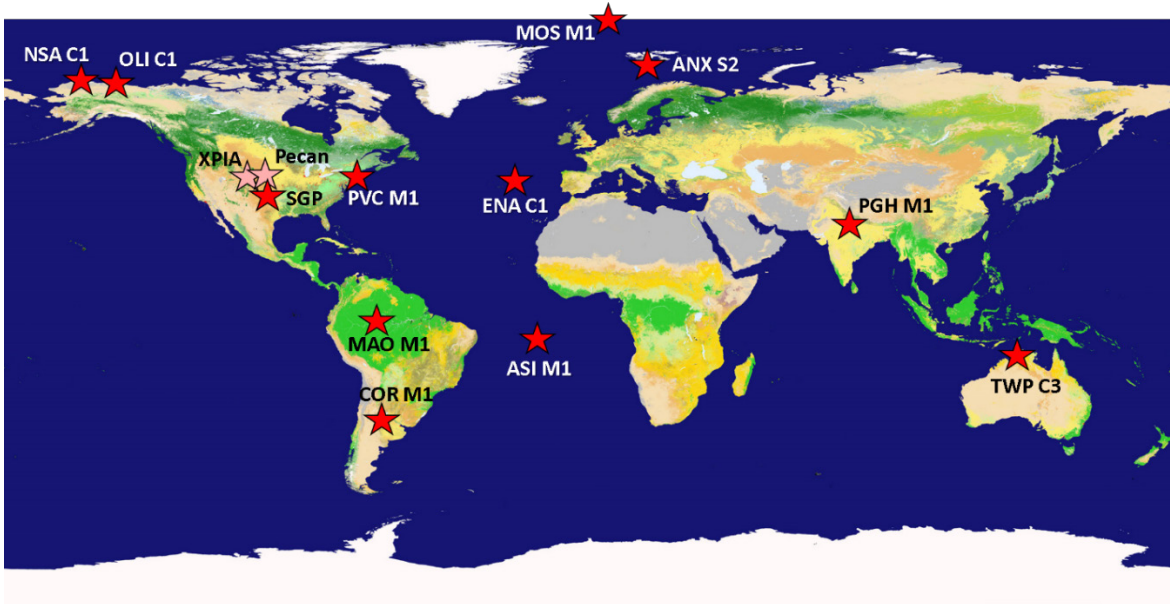 MOS M1
NSA C1
OLI C1
ANX S2
XPIA
Pecan
SGP
PVC M1
ENA C1
PGH M1
MAO M1
ASI M1
TWP C3
COR M1